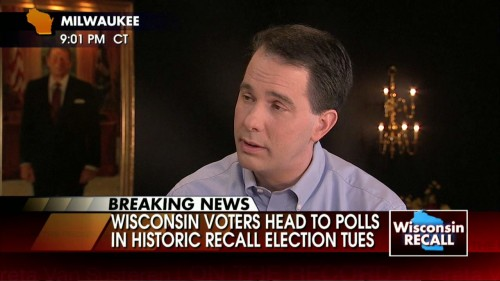 MILWAUKEE
9:01 PM CT
BREAKING NEWS
WISCONSIN VOTERS HEAD TO POLLS
IN HISTORIC RECALL ELECTION TUES
Wisconsin
RECALL